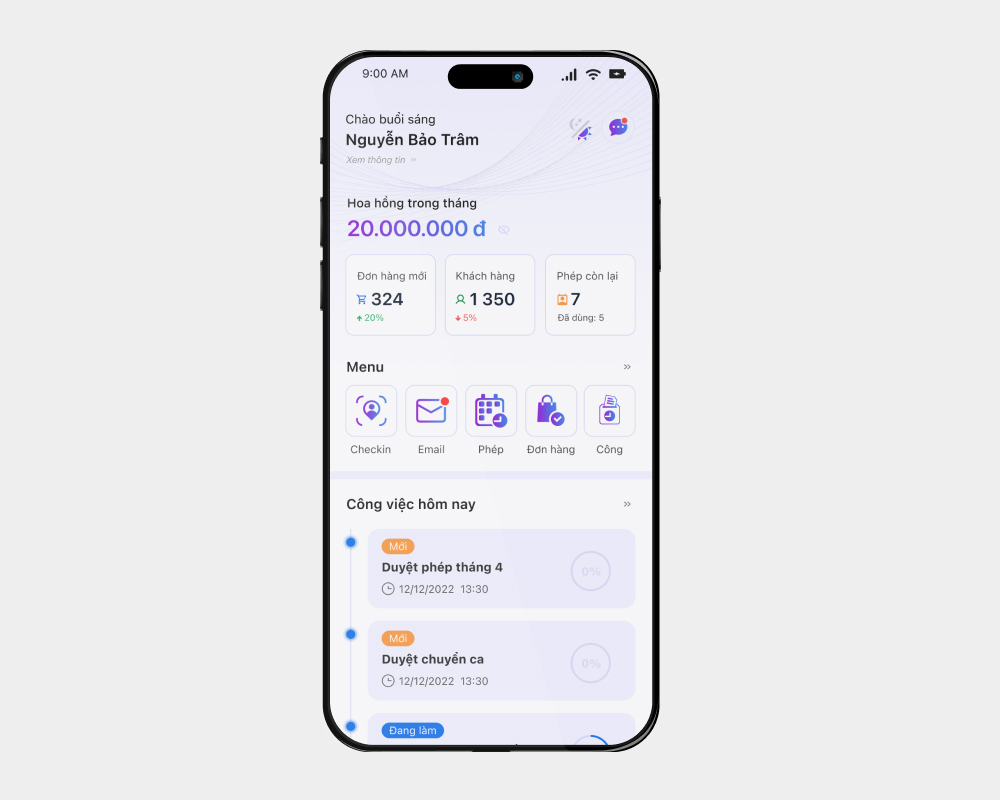 9:00 AM
Chào buổi sáng
Nguyễn Bảo Trâm
Xem thông tin »
Hoa hồng trong tháng
20.000.000 đ
Đơn hàng mới
324
20%
Khách hàng
1 350
5%
Phép còn lại
7
Đã dùng: 5
Menu »
Checkin
Email
Phép
Đơn hàng
Công
Công việc hôm nay »
Mới
Duyệt phép tháng 4
12/12/2022 13:30
0%
Mới
Duyệt chuyển ca
12/12/2022 13:30
0%
Đang làm